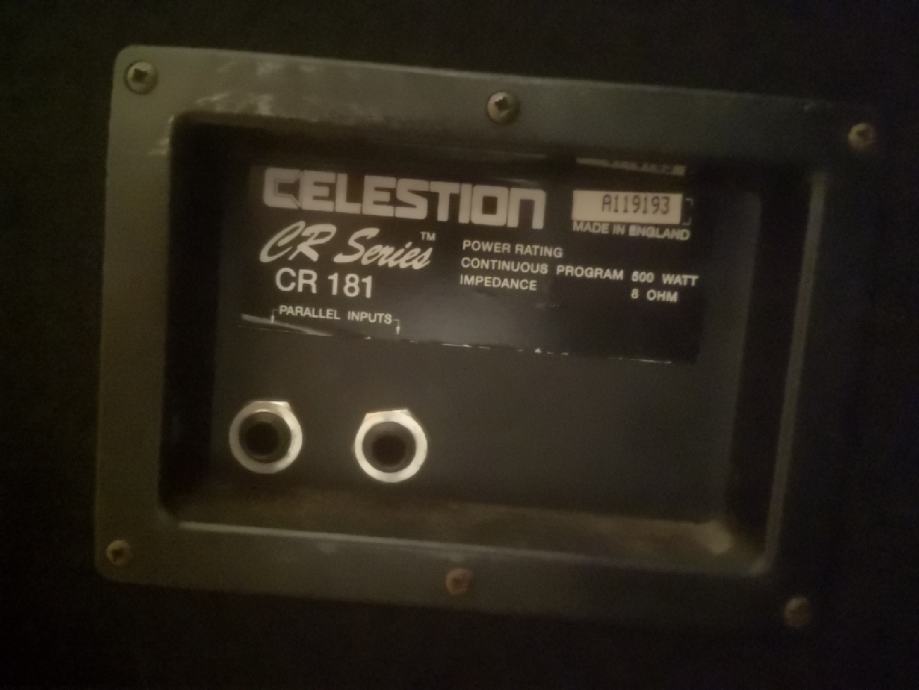 CELESTION
CR Series™
CR 181
PARALLEL INPUTS
A119193
MADE IN ENGLAND
POWER RATING
CONTINUOUS PROGRAM 500 WATT
IMPEDANCE 8 OHM